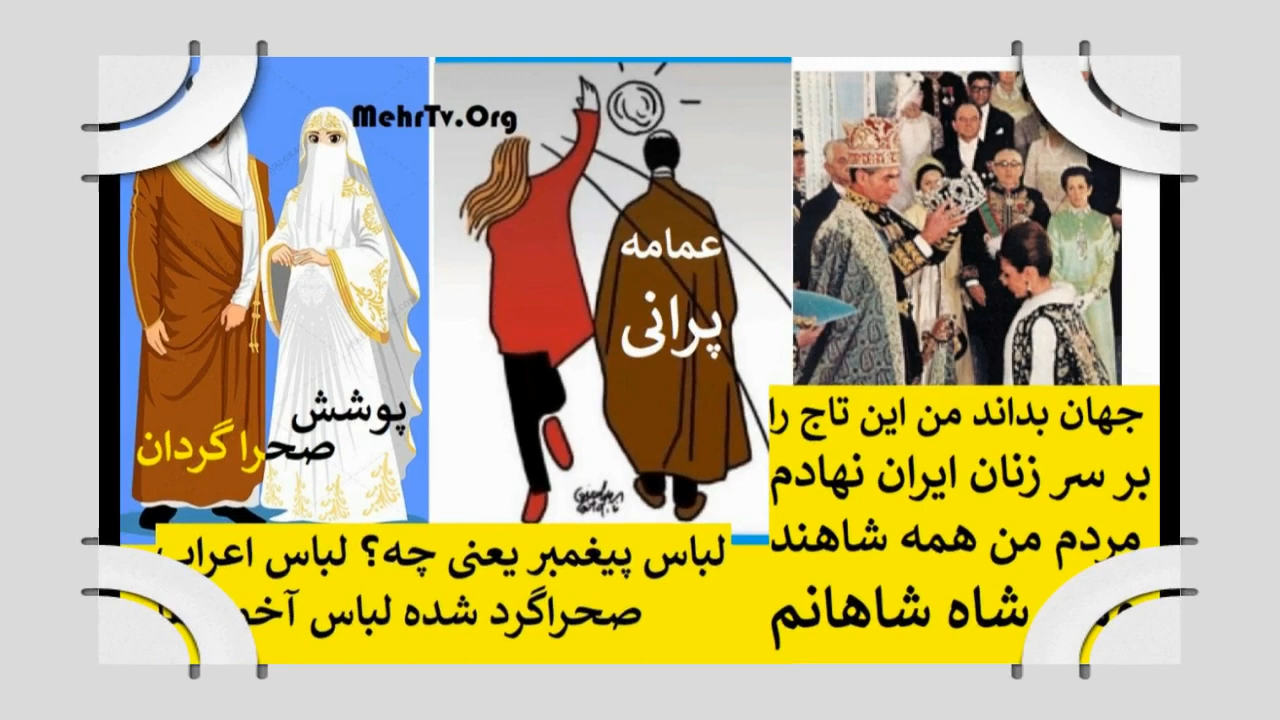 MehrTv.Org
پوشش
صحرا گردان
عمامه
پرانی
لباس پیغمبر یعنی چه؟ لباس اعراب
صحراگرد شده لباس
جهان بداند من این تاج را
بر سر زنان ایران نهادم
مردم من همه شاهند
شاه شاهانم